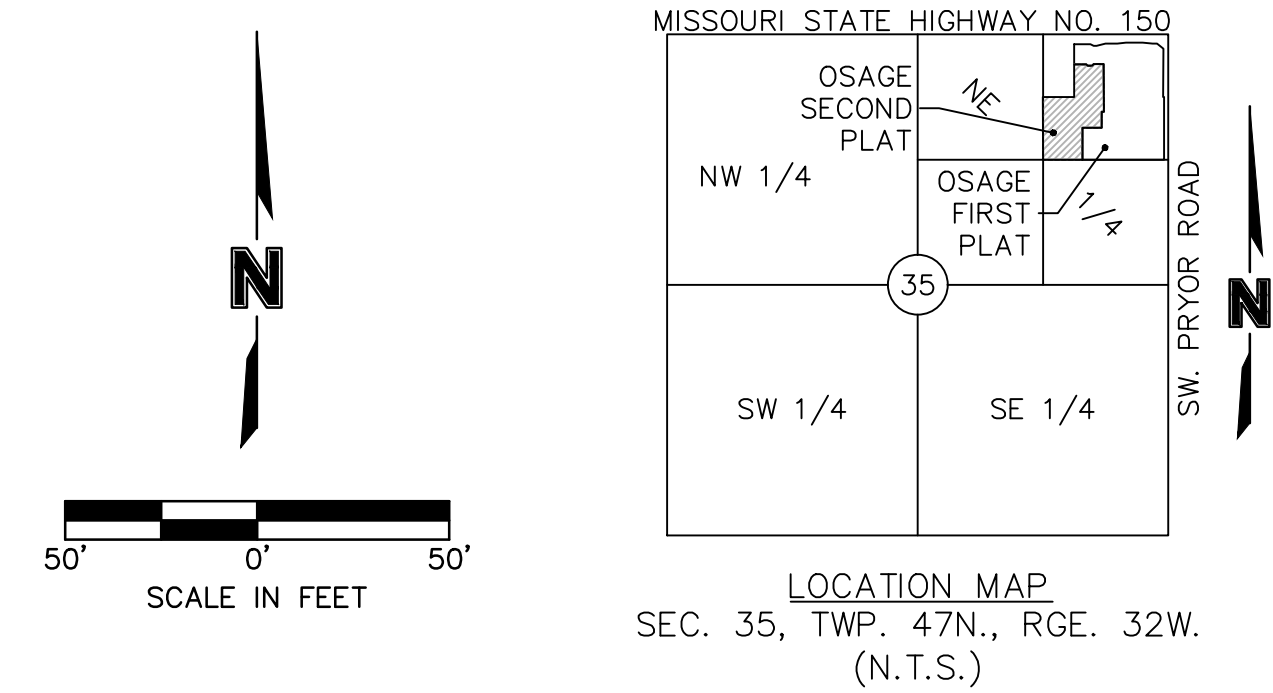 N
50' 0' 50'
SCALE IN FEET
MISSOURI STATE HIGHWAY NO. 150
OSAGE
SECOND
PLAT
NE
NW 1/4
OSAGE
FIRST
PLAT
1/4
35
SW 1/4
SE 1/4
SW. PRYOR ROAD
N
LOCATION MAP
SEC. 35, TWP. 47N., RGE. 32W.
(N.T.S.)